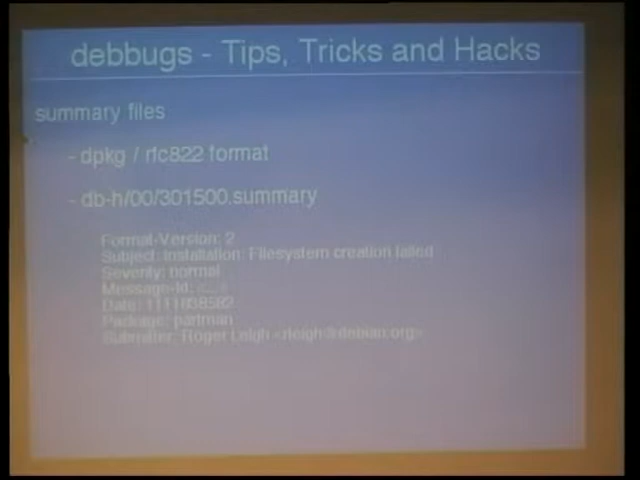 debbugs - Tips, Tricks and Hacks
summary files
- dpkg / rfc822 format
- db-h/00/301500.summary
Format-Version: 2
Subject: Installation: Filesystem creation failed
Severity: normal
Message-Id: <...>
Date: 1111038582
Package: partman
Submitter: Roger Leigh <rleigh@debian.org>